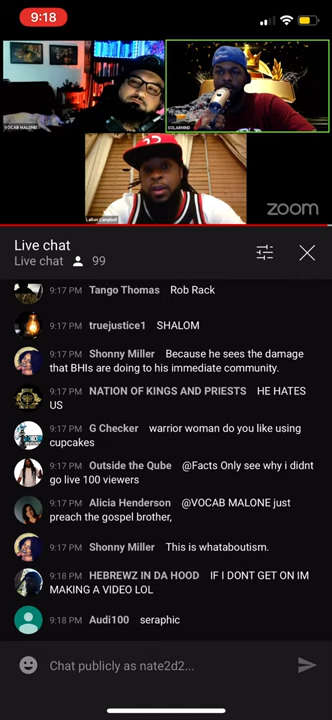 9:18
VOCAB MALONE
SOLARMIND
LaRon Campbell
zoom
Live chat
Live chat 99
9:17 PM Tango Thomas Rob Rack
9:17 PM truejustice1 SHALOM
9:17 PM Shonny Miller Because he sees the damage
that BHIs are doing to his immediate community.
9:17 PM NATION OF KINGS AND PRIESTS HE HATES
US
9:17 PM G Checker warrior woman do you like using
cupcakes
9:17 PM Outside the Qube @Facts Only see why i didnt
go live 100 viewers
9:17 PM Alicia Henderson @VOCAB MALONE just
preach the gospel brother,
9:17 PM Shonny Miller This is whataboutism.
9:18 PM HEBREWZ IN DA HOOD IF I DONT GET ON IM
MAKING A VIDEO LOL
9:18 PM Audi100 seraphic
Chat publicly as nate2d2...